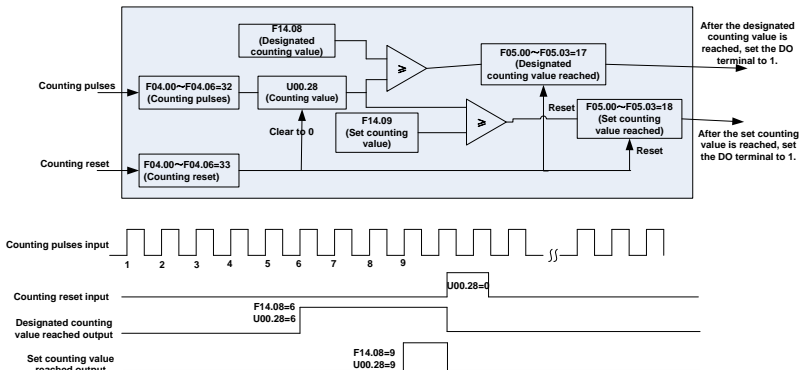 F14.08
(Designated
counting value)
After the designated
counting value is
reached, set the DO
terminal to 1.
≥
F05.00~F05.03=17
(Designated
counting value reached)
Counting pulses
F04.00~F04.06=32
(Counting pulses)
U00.28
(Counting value)
F14.09
(Set counting
value)
≥
Reset
F05.00~F05.03=18
(Set counting
value reached)
Clear to 0
Reset
After the set counting
value is reached, set
the DO terminal to 1.
Counting reset
F04.00~F04.06=33
(Counting reset)
Counting pulses input
1 2 3 4 5 6 7 8 9
Counting reset input
U00.28=0
Designated counting
value reached output
F14.08=6
U00.28=6
Set counting value
reached output
F14.08=9
U00.28=9